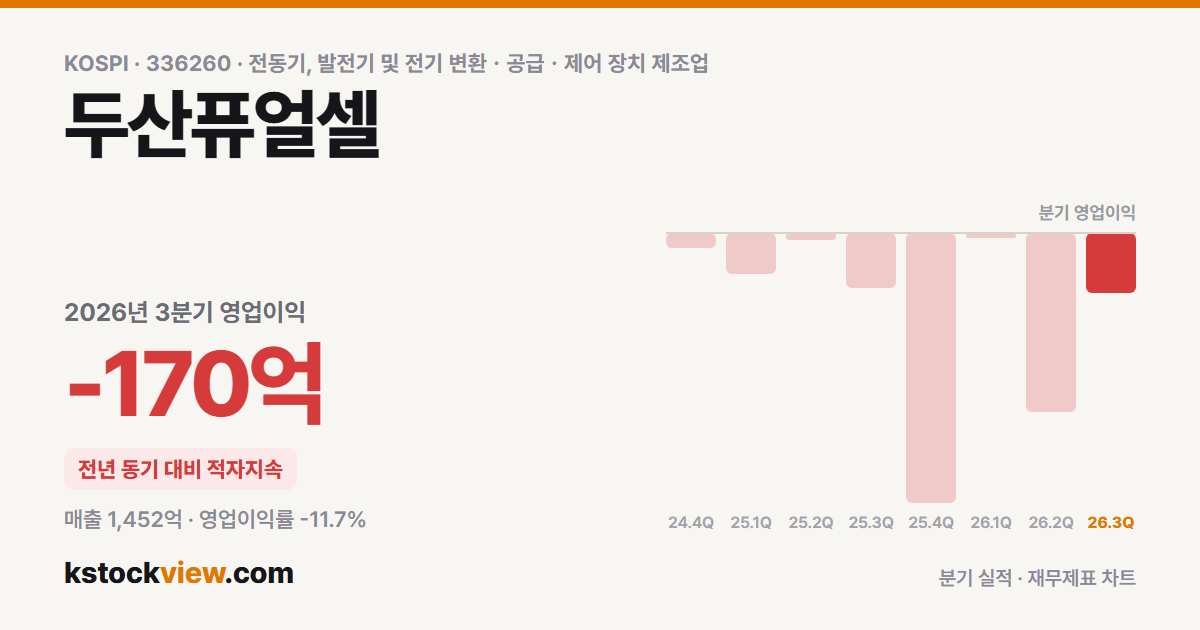 KOSPI · 336260 · 전동기, 발전기 및 전기 변환 · 공급 · 제어 장치 제조업
두산퓨얼셀
분기 영업이익
2026년 3분기 영업이익
-170억
전년 동기 대비 적자지속
매출 1,452억 · 영업이익률 -11.7%
24.4Q 25.1Q 25.2Q 25.3Q 25.4Q 26.1Q 26.2Q 26.3Q
kstockview.com
분기 실적 · 재무제표 차트